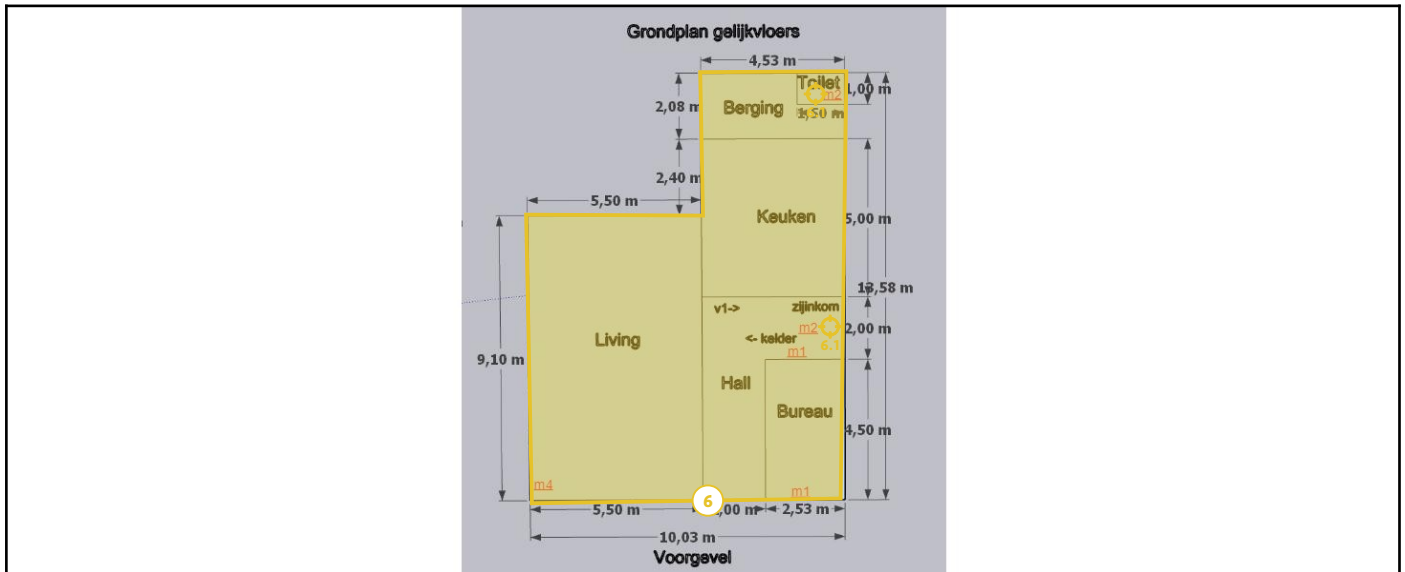 Grondplan gelijkvloers
4,53 m
Toilet
1,00 m
m2
2,08 m
Berging
1,50 m
2,40 m
5,50 m
Keuken
5,00 m
13,58 m
v1->
zijinkom
m2
2,00 m
Living
<- kelder
6.1
m1
9,10 m
Hall
Bureau
4,50 m
m4
m1
6
5,50 m
2,53 m
10,03 m
Voorgevel